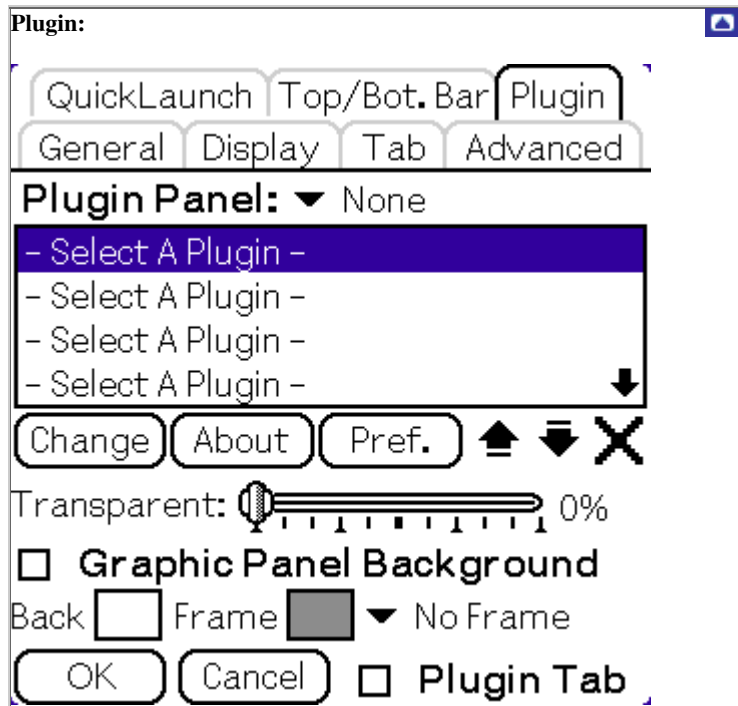 Plugin:
QuickLaunch Top/Bot. Bar Plugin
General Display Tab Advanced
Plugin Panel: None
- Select A Plugin -
- Select A Plugin -
- Select A Plugin -
- Select A Plugin -
Change About Pref.
Transparent: 0%
Graphic Panel Background
Back Frame No Frame
OK Cancel Plugin Tab